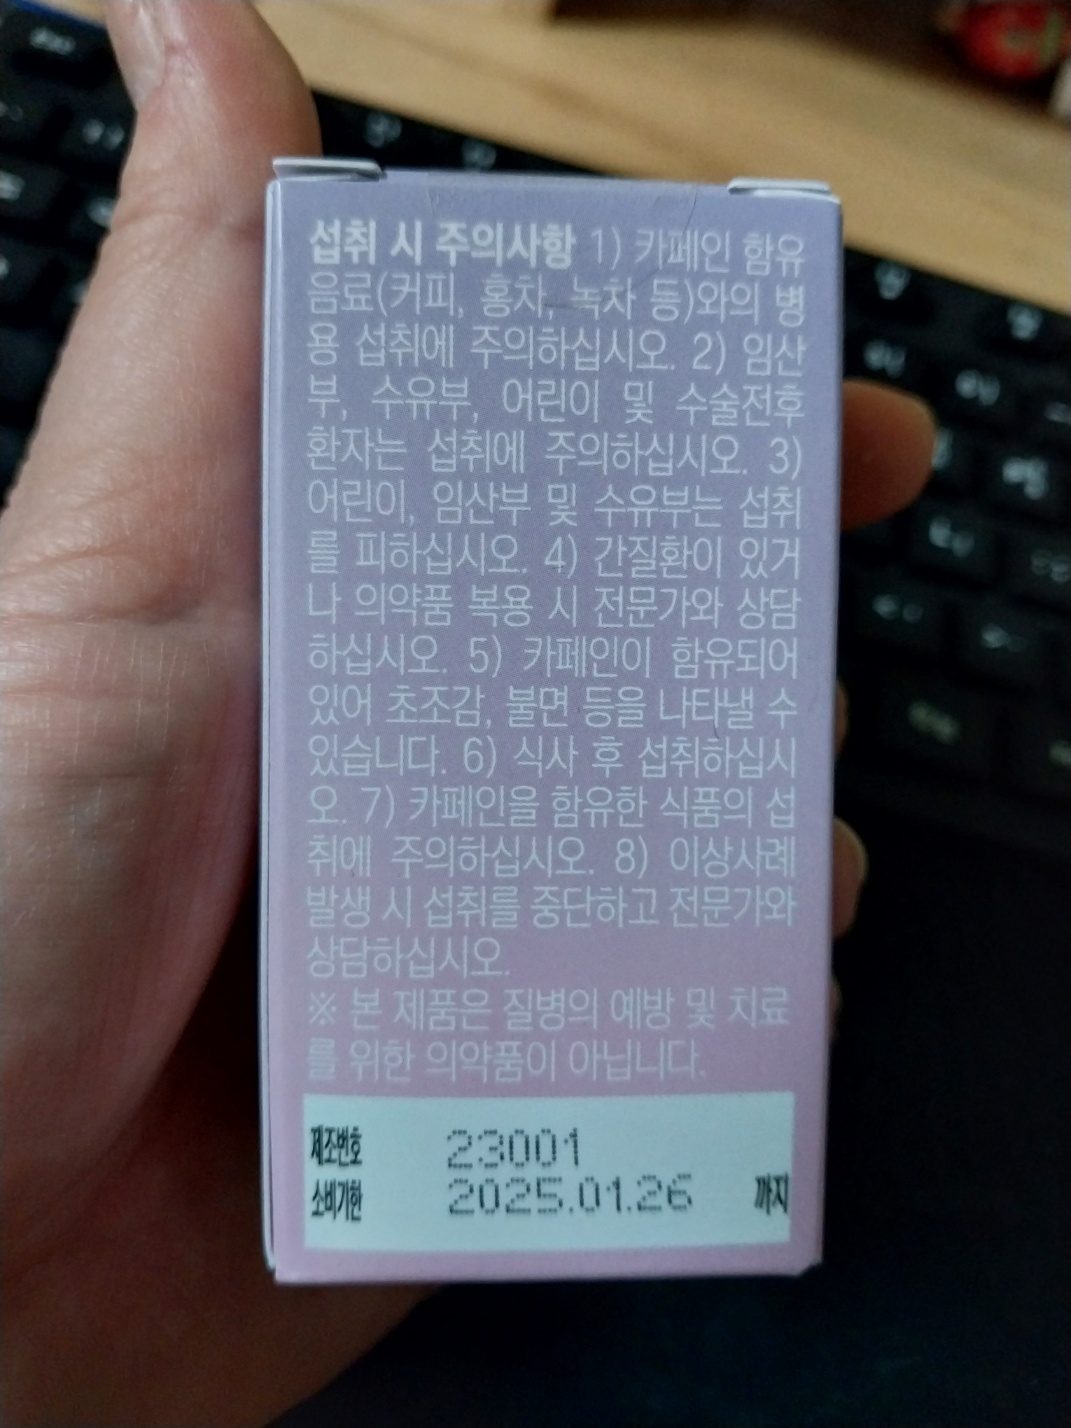 섭취 시 주의사항 1) 카페인 함유
음료(커피, 홍차, 녹차 등)와의 병
용 섭취에 주의하십시오. 2) 임산
부, 수유부, 어린이 및 수술전후
환자는 섭취에 주의하십시오. 3)
어린이, 임산부 및 수유부는 섭취
를 피하십시오. 4) 간질환이 있거
나 의약품 복용 시 전문가와 상담
하십시오. 5) 카페인이 함유되어
있어 초조감, 불면 등을 나타낼 수
있습니다. 6) 식사 후 섭취하십시
오. 7) 카페인을 함유한 식품의 섭
취에 주의하십시오. 8) 이상사례
발생 시 섭취를 중단하고 전문가와
상담하십시오.
※ 본 제품은 질병의 예방 및 치료
를 위한 의약품이 아닙니다.
제조번호 23001
소비기한 2025.01.26 까지